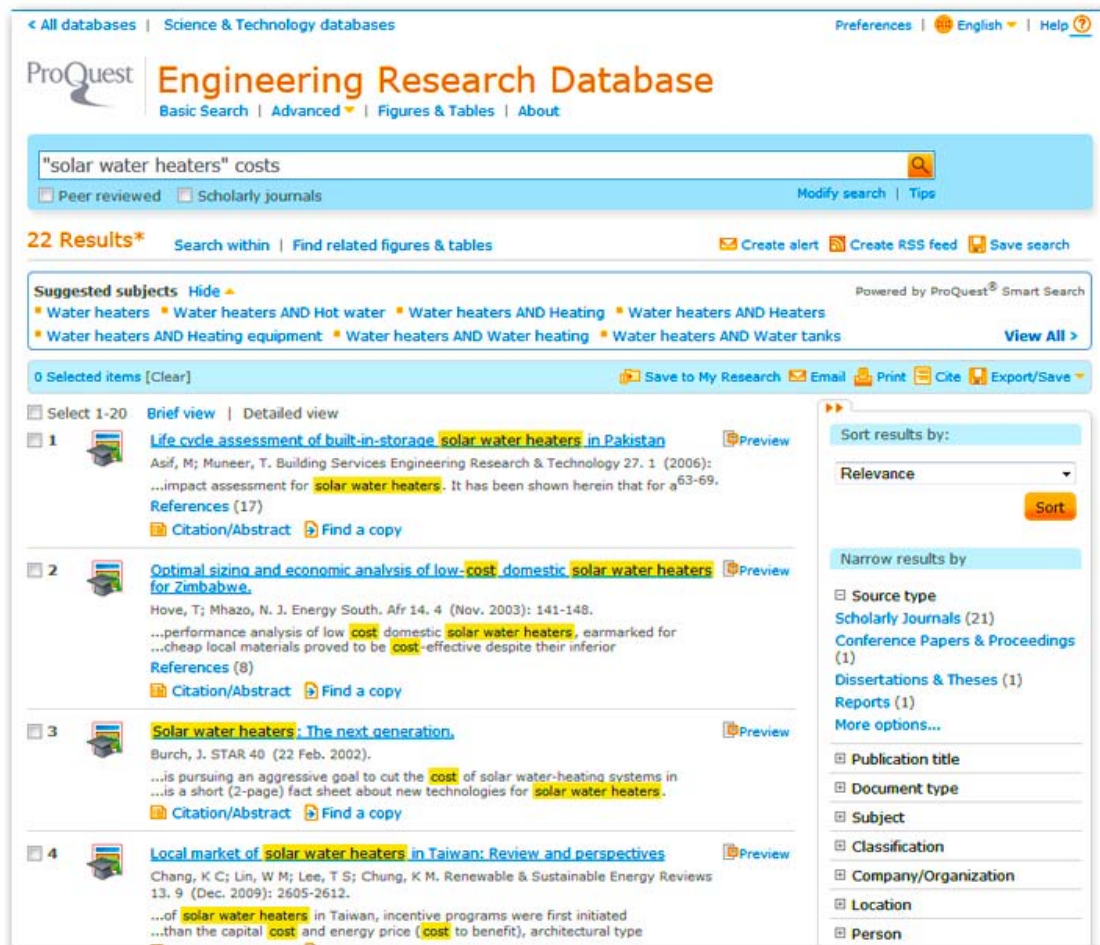 < All databases | Science & Technology databases
Preferences | English | Help ?
ProQuest
Engineering Research Database
Basic Search | Advanced | Figures & Tables | About
"solar water heaters" costs
Peer reviewed Scholarly journals
Modify search | Tips
22 Results* Search within | Find related figures & tables
Create alert Create RSS feed Save search
Suggested subjects Hide
Powered by ProQuest® Smart Search
Water heaters Water heaters AND Hot water Water heaters AND Heating Water heaters AND Heaters
Water heaters AND Heating equipment Water heaters AND Water heating Water heaters AND Water tanks View All >
0 Selected items [Clear]
Save to My Research Email Print Cite Export/Save
Select 1-20 Brief view | Detailed view
1 Life cycle assessment of built-in-storage solar water heaters in Pakistan Preview
Asif, M; Muneer, T. Building Services Engineering Research & Technology 27. 1 (2006):
...impact assessment for solar water heaters. It has been shown herein that for a 63-69.
References (17)
Citation/Abstract Find a copy
2 Optimal sizing and economic analysis of low-cost domestic solar water heaters Preview
for Zimbabwe.
Hove, T; Mhazo, N. J. Energy South. Afr 14. 4 (Nov. 2003): 141-148.
...performance analysis of low cost domestic solar water heaters, earmarked for
...cheap local materials proved to be cost-effective despite their inferior
References (8)
Citation/Abstract Find a copy
3 Solar water heaters: The next generation. Preview
Burch, J. STAR 40 (22 Feb. 2002).
...is pursuing an aggressive goal to cut the cost of solar water-heating systems in
...is a short (2-page) fact sheet about new technologies for solar water heaters.
Citation/Abstract Find a copy
4 Local market of solar water heaters in Taiwan: Review and perspectives Preview
Chang, K C; Lin, W M; Lee, T S; Chung, K M. Renewable & Sustainable Energy Reviews
13. 9 (Dec. 2009): 2605-2612.
...of solar water heaters in Taiwan, incentive programs were first initiated
...than the capital cost and energy price (cost to benefit), architectural type
Sort results by:
Relevance
Sort
Narrow results by
Source type
Scholarly Journals (21)
Conference Papers & Proceedings
(1)
Dissertations & Theses (1)
Reports (1)
More options...
Publication title
Document type
Subject
Classification
Company/Organization
Location
Person